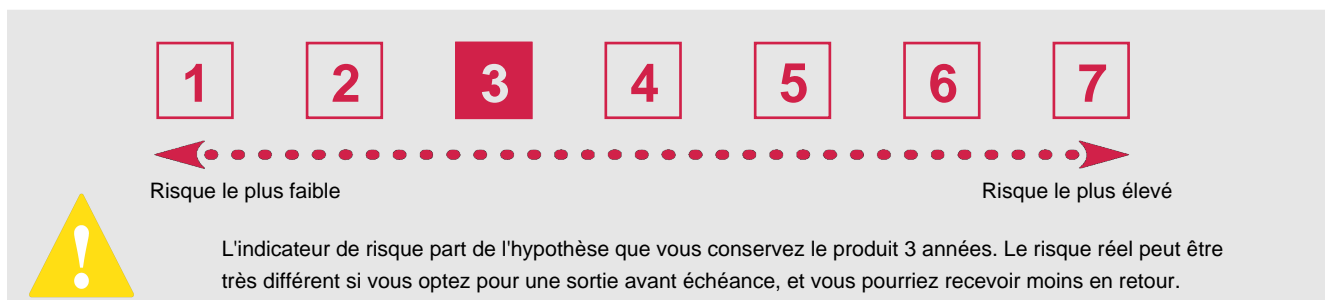 1 2 3 4 5 6 7
Risque le plus faible Risque le plus élevé
L'indicateur de risque part de l'hypothèse que vous conservez le produit 3 années. Le risque réel peut être
très différent si vous optez pour une sortie avant échéance, et vous pourriez recevoir moins en retour.